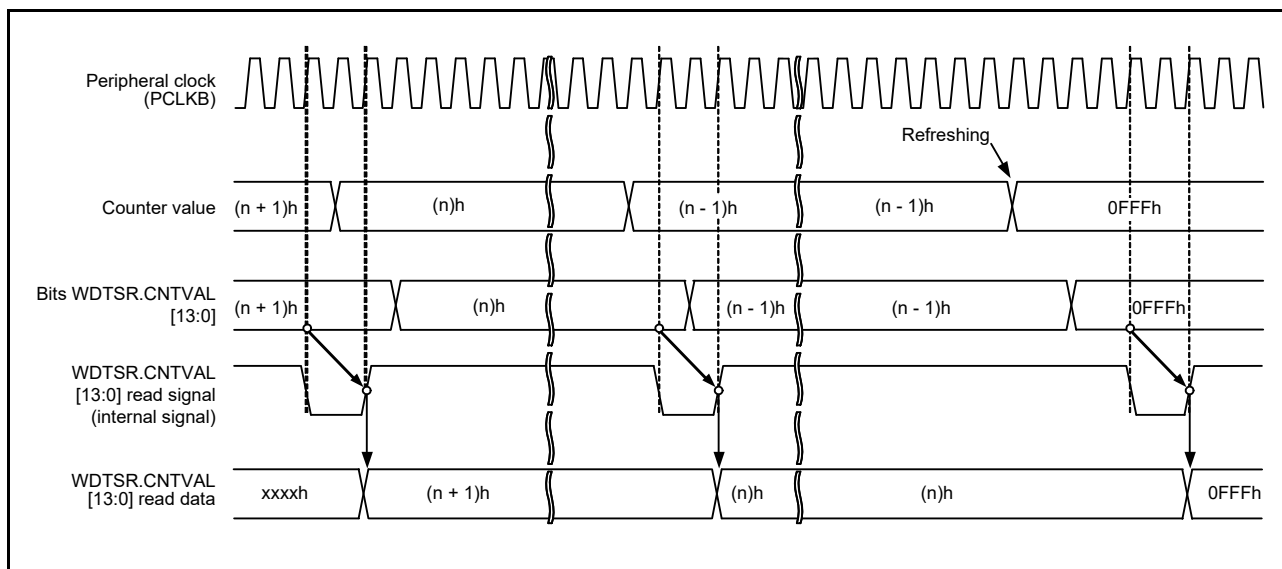 Peripheral clock
(PCLKB)
Refreshing
Counter value
(n + 1)h
(n)h
(n - 1)h
(n - 1)h
0FFFh
Bits WDTSR.CNTVAL
[13:0]
(n + 1)h
(n)h
(n - 1)h
(n - 1)h
0FFFh
WDTSR.CNTVAL
[13:0] read signal
(internal signal)
WDTSR.CNTVAL
[13:0] read data
xxxxh
(n + 1)h
(n)h
(n)h
0FFFh